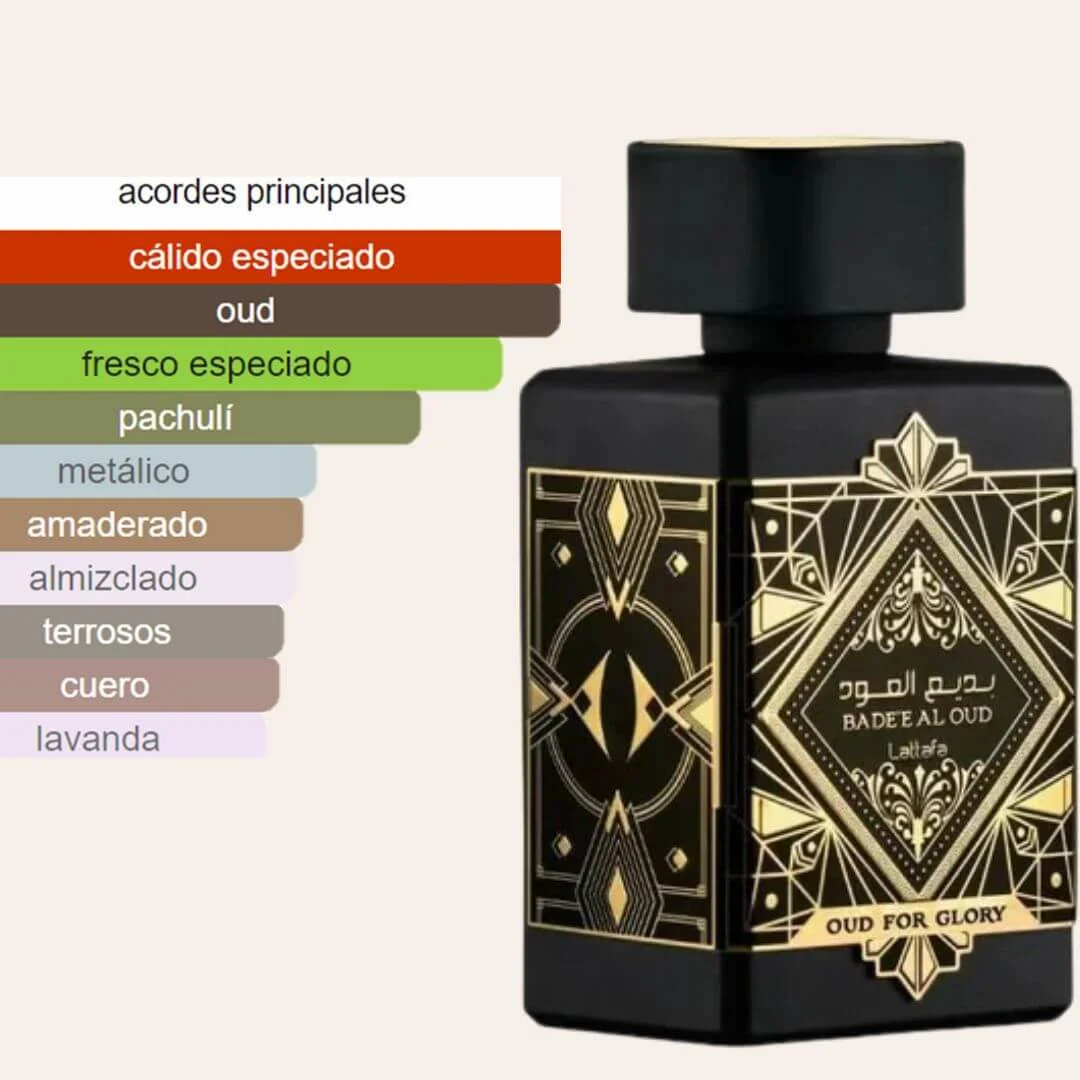 acordes principales
cálido especiado
oud
fresco especiado
pachulí
metálico
amaderado
almizclado
terrosos
cuero
lavanda
بديع العود
BADE'E AL OUD
Lattafa
OUD FOR GLORY